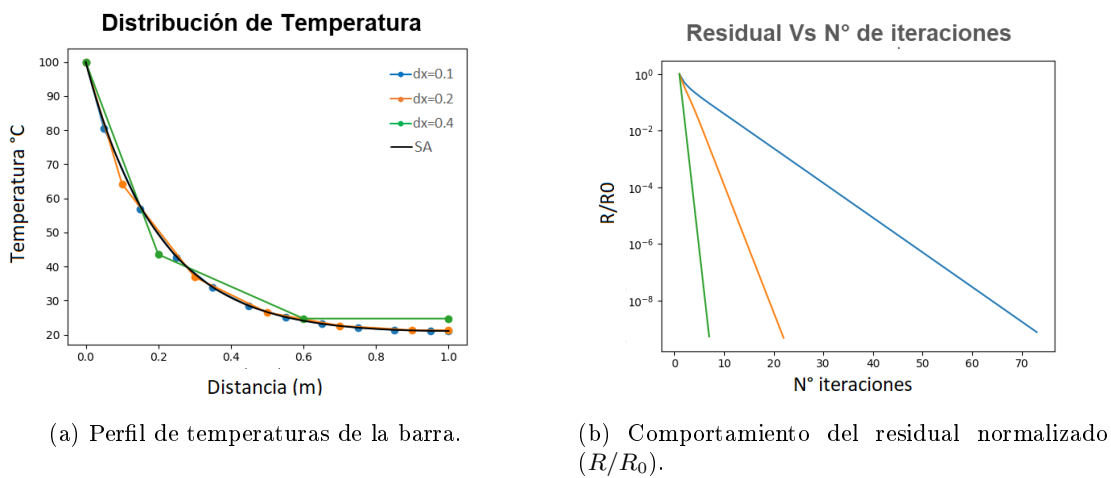 Distribución de Temperatura
Temperatura °C
100
90
80
70
60
50
40
30
20
dx=0.1
dx=0.2
dx=0.4
SA
0.0 0.2 0.4 0.6 0.8 1.0
Distancia (m)
(a) Perfil de temperaturas de la barra.
Residual Vs N° de iteraciones
R/R0
10⁰
10⁻²
10⁻⁴
10⁻⁶
10⁻⁸
0 10 20 30 40 50 60 70
N° iteraciones
(b) Comportamiento del residual normalizado
(R/R₀).